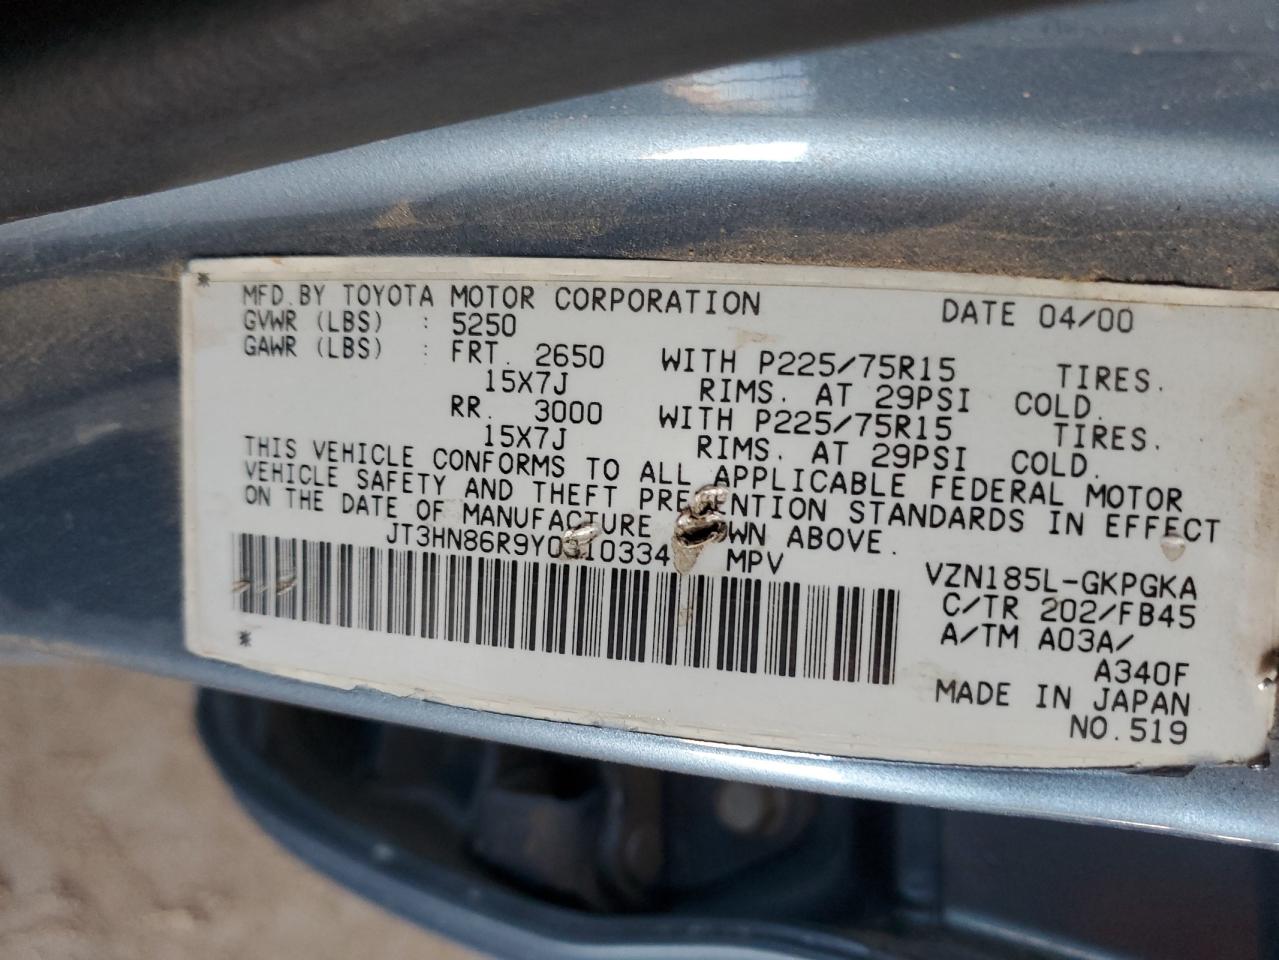 *
MFD.BY TOYOTA MOTOR CORPORATION DATE 04/00
GVWR (LBS) : 5250
GAWR (LBS) : FRT. 2650 WITH P225/75R15 TIRES.
15X7J RIMS. AT 29PSI COLD.
RR. 3000 WITH P225/75R15 TIRES.
15X7J RIMS. AT 29PSI COLD.
THIS VEHICLE CONFORMS TO ALL APPLICABLE FEDERAL MOTOR
VEHICLE SAFETY AND THEFT PREVENTION STANDARDS IN EFFECT
ON THE DATE OF MANUFACTURE ABOVE.
MPV
VZN185L-GKPGKA
C/TR 202/FB45
A/TM A03A/
A340F
MADE IN JAPAN
NO.519
*